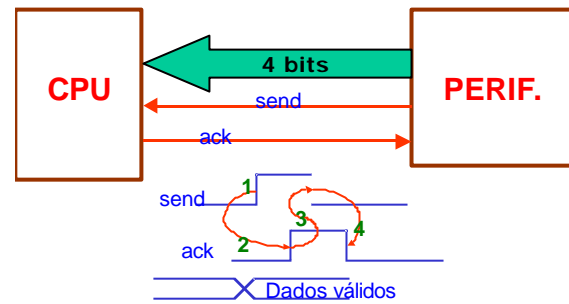 CPU
4 bits
PERIF.
send
ack
1
send
3
4
2
ack
Dados válidos